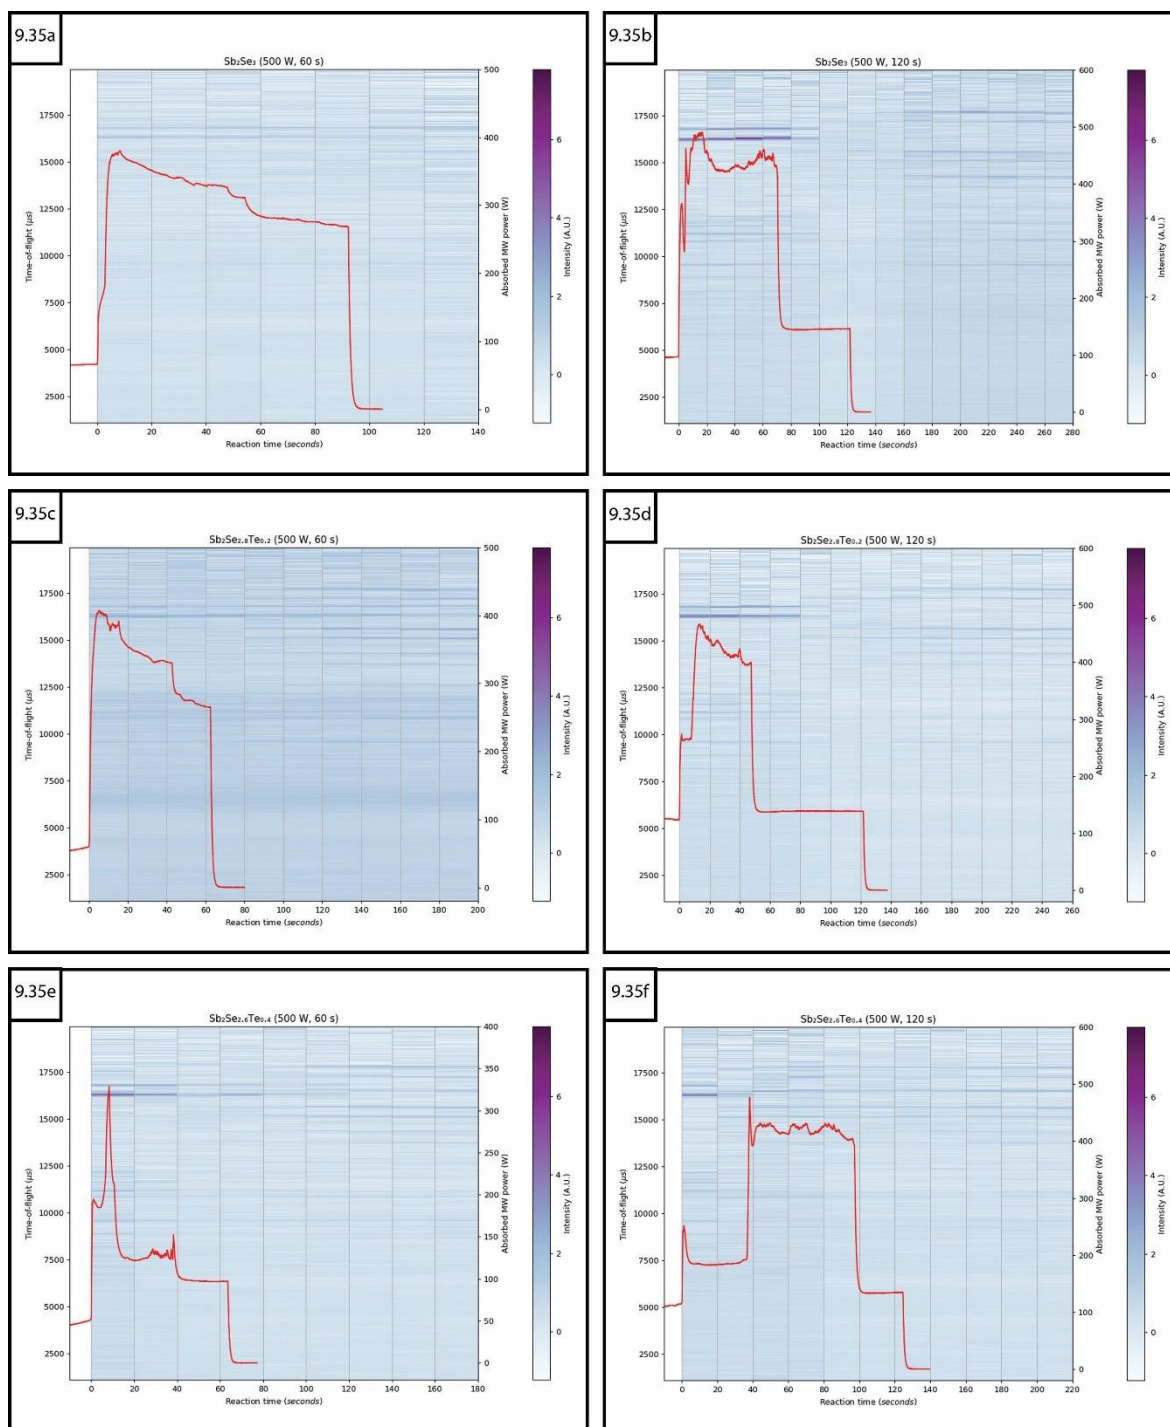 9.35a
Sb₂Se₃ (500 W, 60 s)
17500
15000
12500
10000
7500
5000
2500
Time-of-flight (μs)
0 20 40 60 80 100 120 140
Reaction time (seconds)
500
400
300
200
100
0
Absorbed MW power (W)
6
4
2
0
Intensity (A.U.)
9.35b
Sb₂Se₃ (500 W, 120 s)
17500
15000
12500
10000
7500
5000
2500
Time-of-flight (μs)
0 20 40 60 80 100 120 140 160 180 200 220 240 260 280
Reaction time (seconds)
600
500
400
300
200
100
0
Absorbed MW power (W)
6
4
2
0
Intensity (A.U.)
9.35c
Sb₂Se₂.₈Te₀.₂ (500 W, 60 s)
17500
15000
12500
10000
7500
5000
2500
Time-of-flight (μs)
0 20 40 60 80 100 120 140 160 180 200
Reaction time (seconds)
500
400
300
200
100
0
Absorbed MW power (W)
6
4
2
0
Intensity (A.U.)
9.35d
Sb₂Se₂.₈Te₀.₂ (500 W, 120 s)
17500
15000
12500
10000
7500
5000
2500
Time-of-flight (μs)
0 20 40 60 80 100 120 140 160 180 200 220 240 260
Reaction time (seconds)
600
500
400
300
200
100
0
Absorbed MW power (W)
6
4
2
0
Intensity (A.U.)
9.35e
Sb₂Se₂.₆Te₀.₄ (500 W, 60 s)
17500
15000
12500
10000
7500
5000
2500
Time-of-flight (μs)
0 20 40 60 80 100 120 140 160 180
Reaction time (seconds)
400
350
300
250
200
150
100
50
0
Absorbed MW power (W)
6
4
2
0
Intensity (A.U.)
9.35f
Sb₂Se₂.₆Te₀.₄ (500 W, 120 s)
17500
15000
12500
10000
7500
5000
2500
Time-of-flight (μs)
0 20 40 60 80 100 120 140 160 180 200 220
Reaction time (seconds)
600
500
400
300
200
100
0
Absorbed MW power (W)
6
4
2
0
Intensity (A.U.)